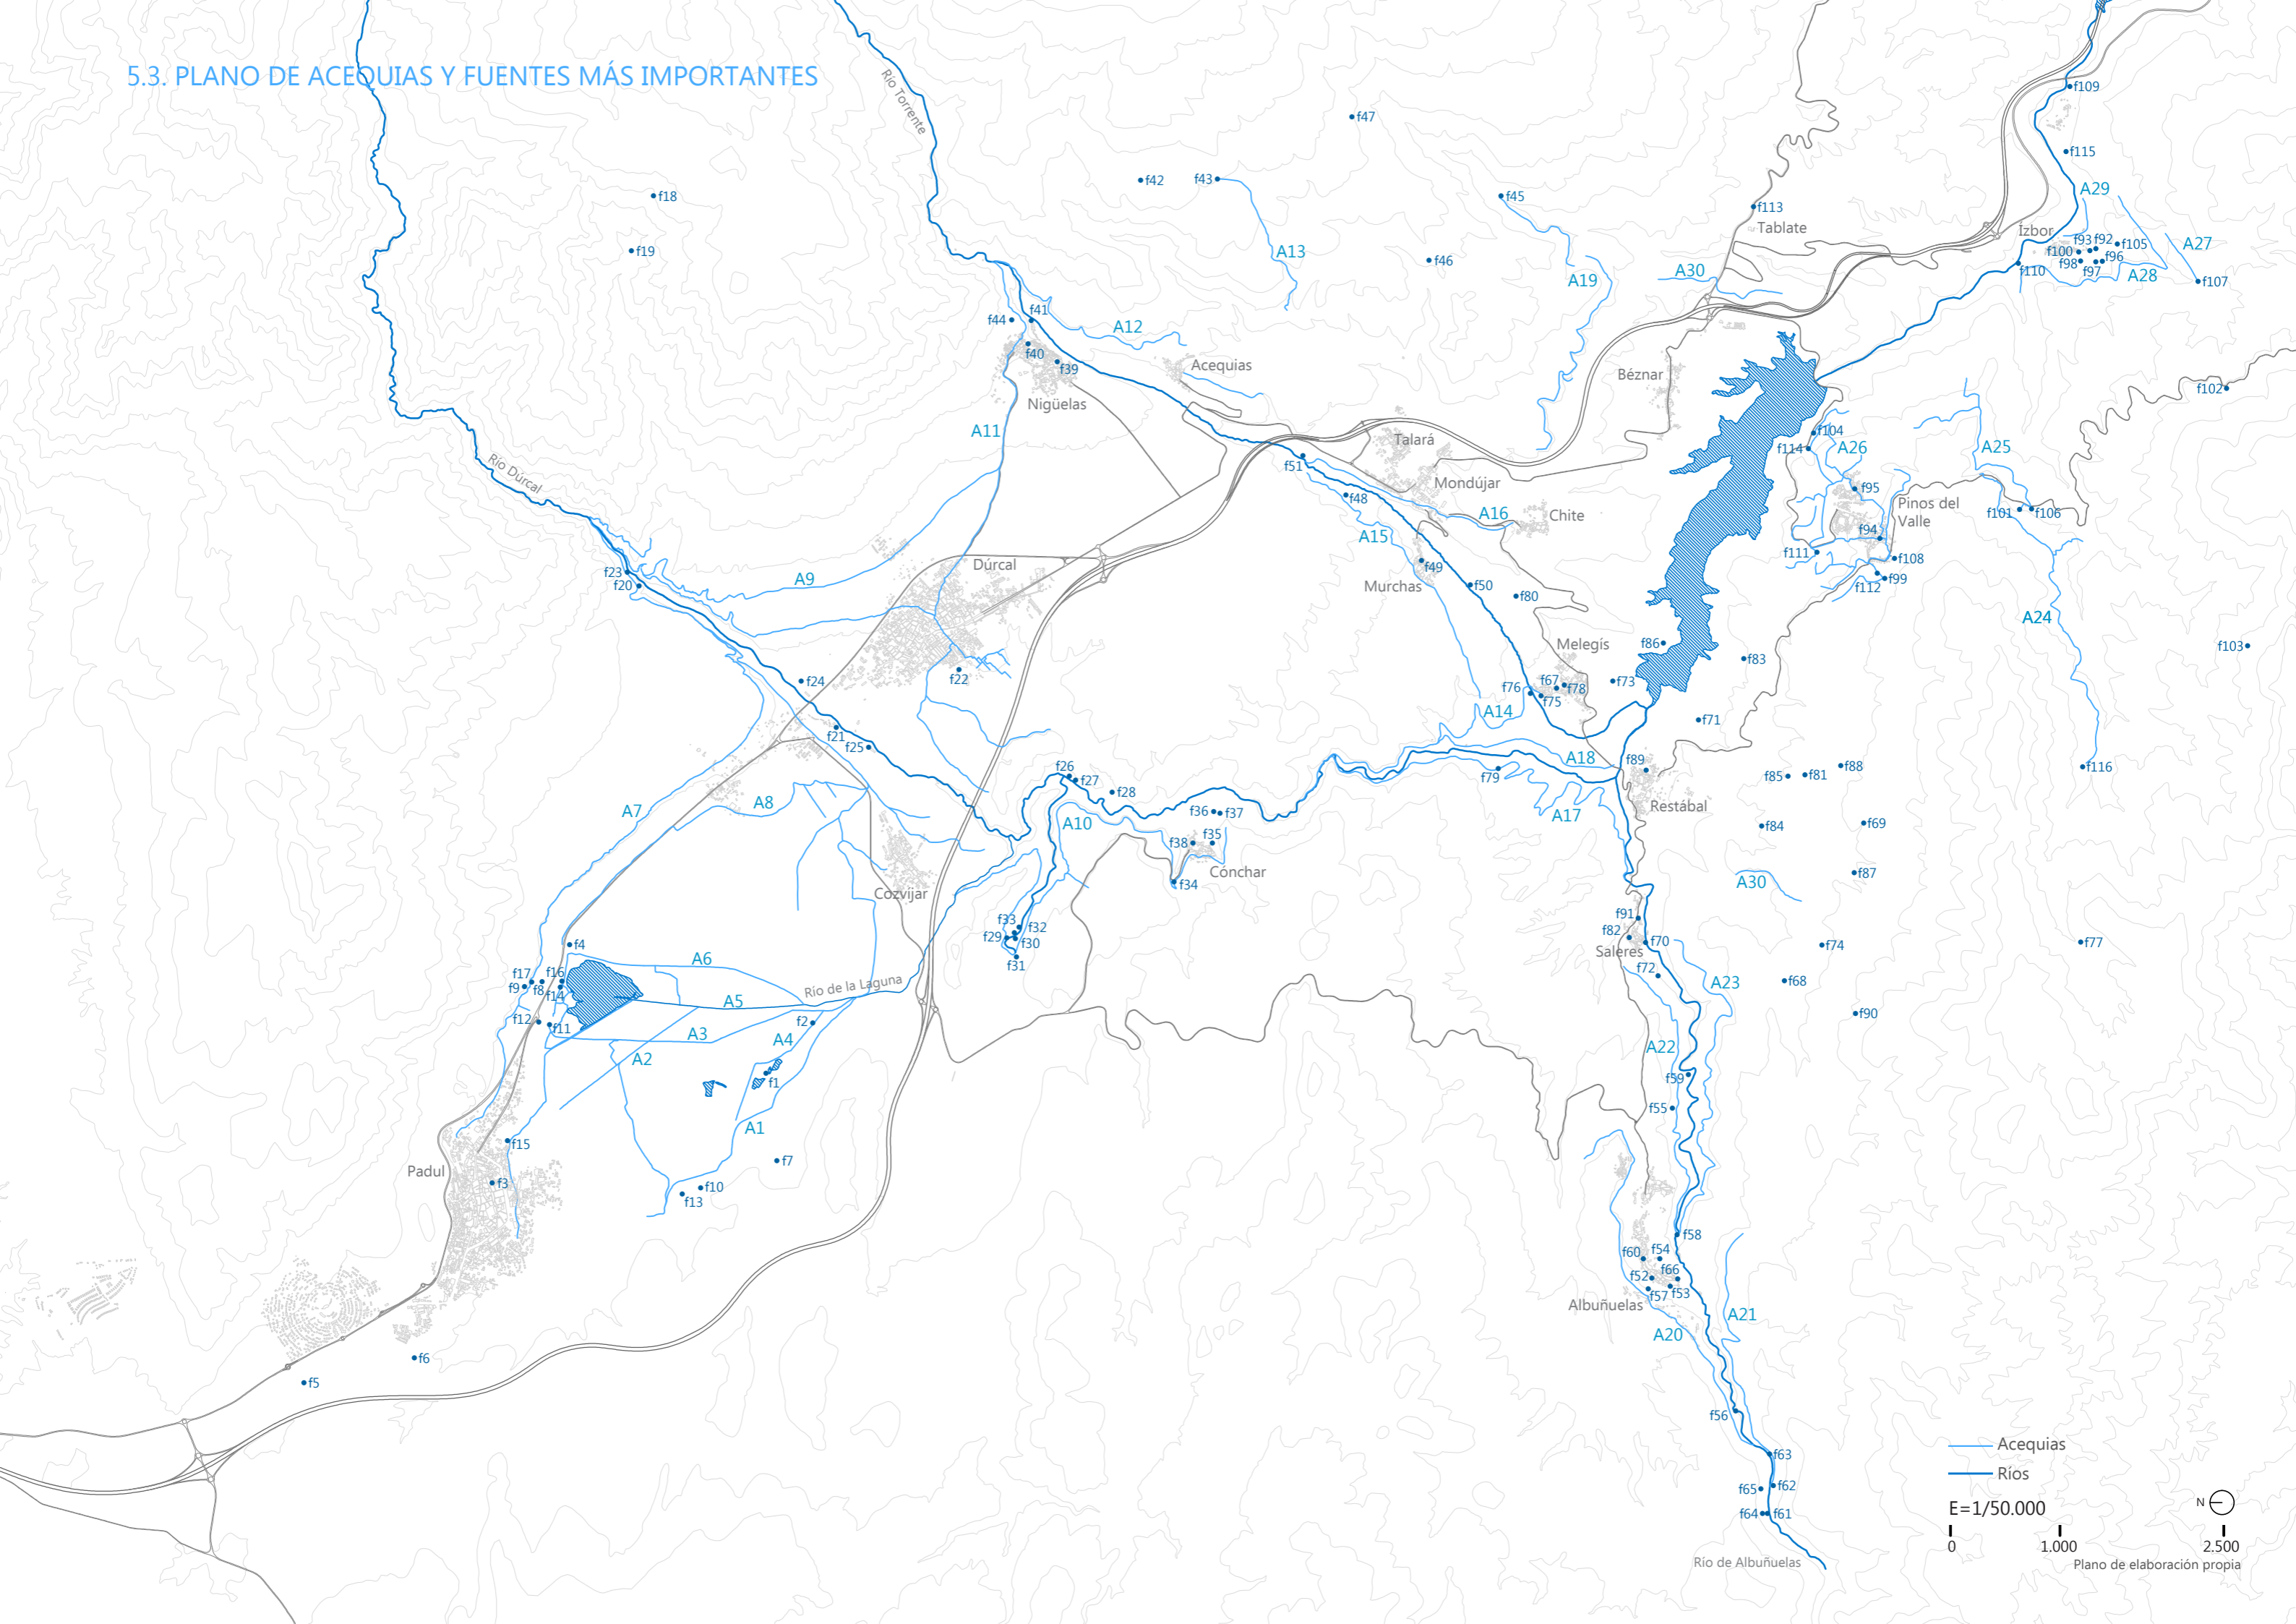 5.3. PLANO DE ACEQUIAS Y FUENTES MÁS IMPORTANTES
Río Torrente
f109
f47
f115
f18
f42
f43
f45
A29
f113
Tablate
Izbor
f93
f92
f105
A27
f19
A13
f46
f100
f96
f98
f97
f110
A28
f107
A30
A19
f44
f41
A12
f40
f39
Acequias
Béznar
Nigüelas
f102
A11
Talará
f104
f114
A26
A25
Río Dúrcal
f51
Mondújar
f95
f48
Pinos del
Valle
f101
f106
A16
Chite
A15
f94
f111
f108
f23
f20
A9
Dúrcal
f49
Murchas
f50
f80
f99
f112
A24
Melegís
f86
f83
f103
f22
f24
f67
f78
f73
f76
f75
A14
f71
f21
f25
A18
f89
f26
f27
f79
f85
f81
f88
f116
f28
A7
A8
A10
f36
f37
A17
Restábal
f84
f69
f38
f35
Cónchar
f34
f87
A30
Cozvijar
f33
f32
f29
f30
f31
f91
f82
f70
Saleres
f74
f77
f4
A6
f17
f16
f9
f8
f14
Río de la Laguna
A5
f72
A23
f68
f12
f11
f2
A3
A4
f90
A2
A22
f1
f59
f55
A1
f15
Padul
f7
f3
f10
f13
f58
f60
f54
f66
f52
f57
f53
Albuñuelas
A21
A20
f6
f5
f56
f63
Acequias
Ríos
f65
f62
f64
f61
E=1/50.000
N
0
1.000
2.500
Río de Albuñuelas
Plano de elaboración propia